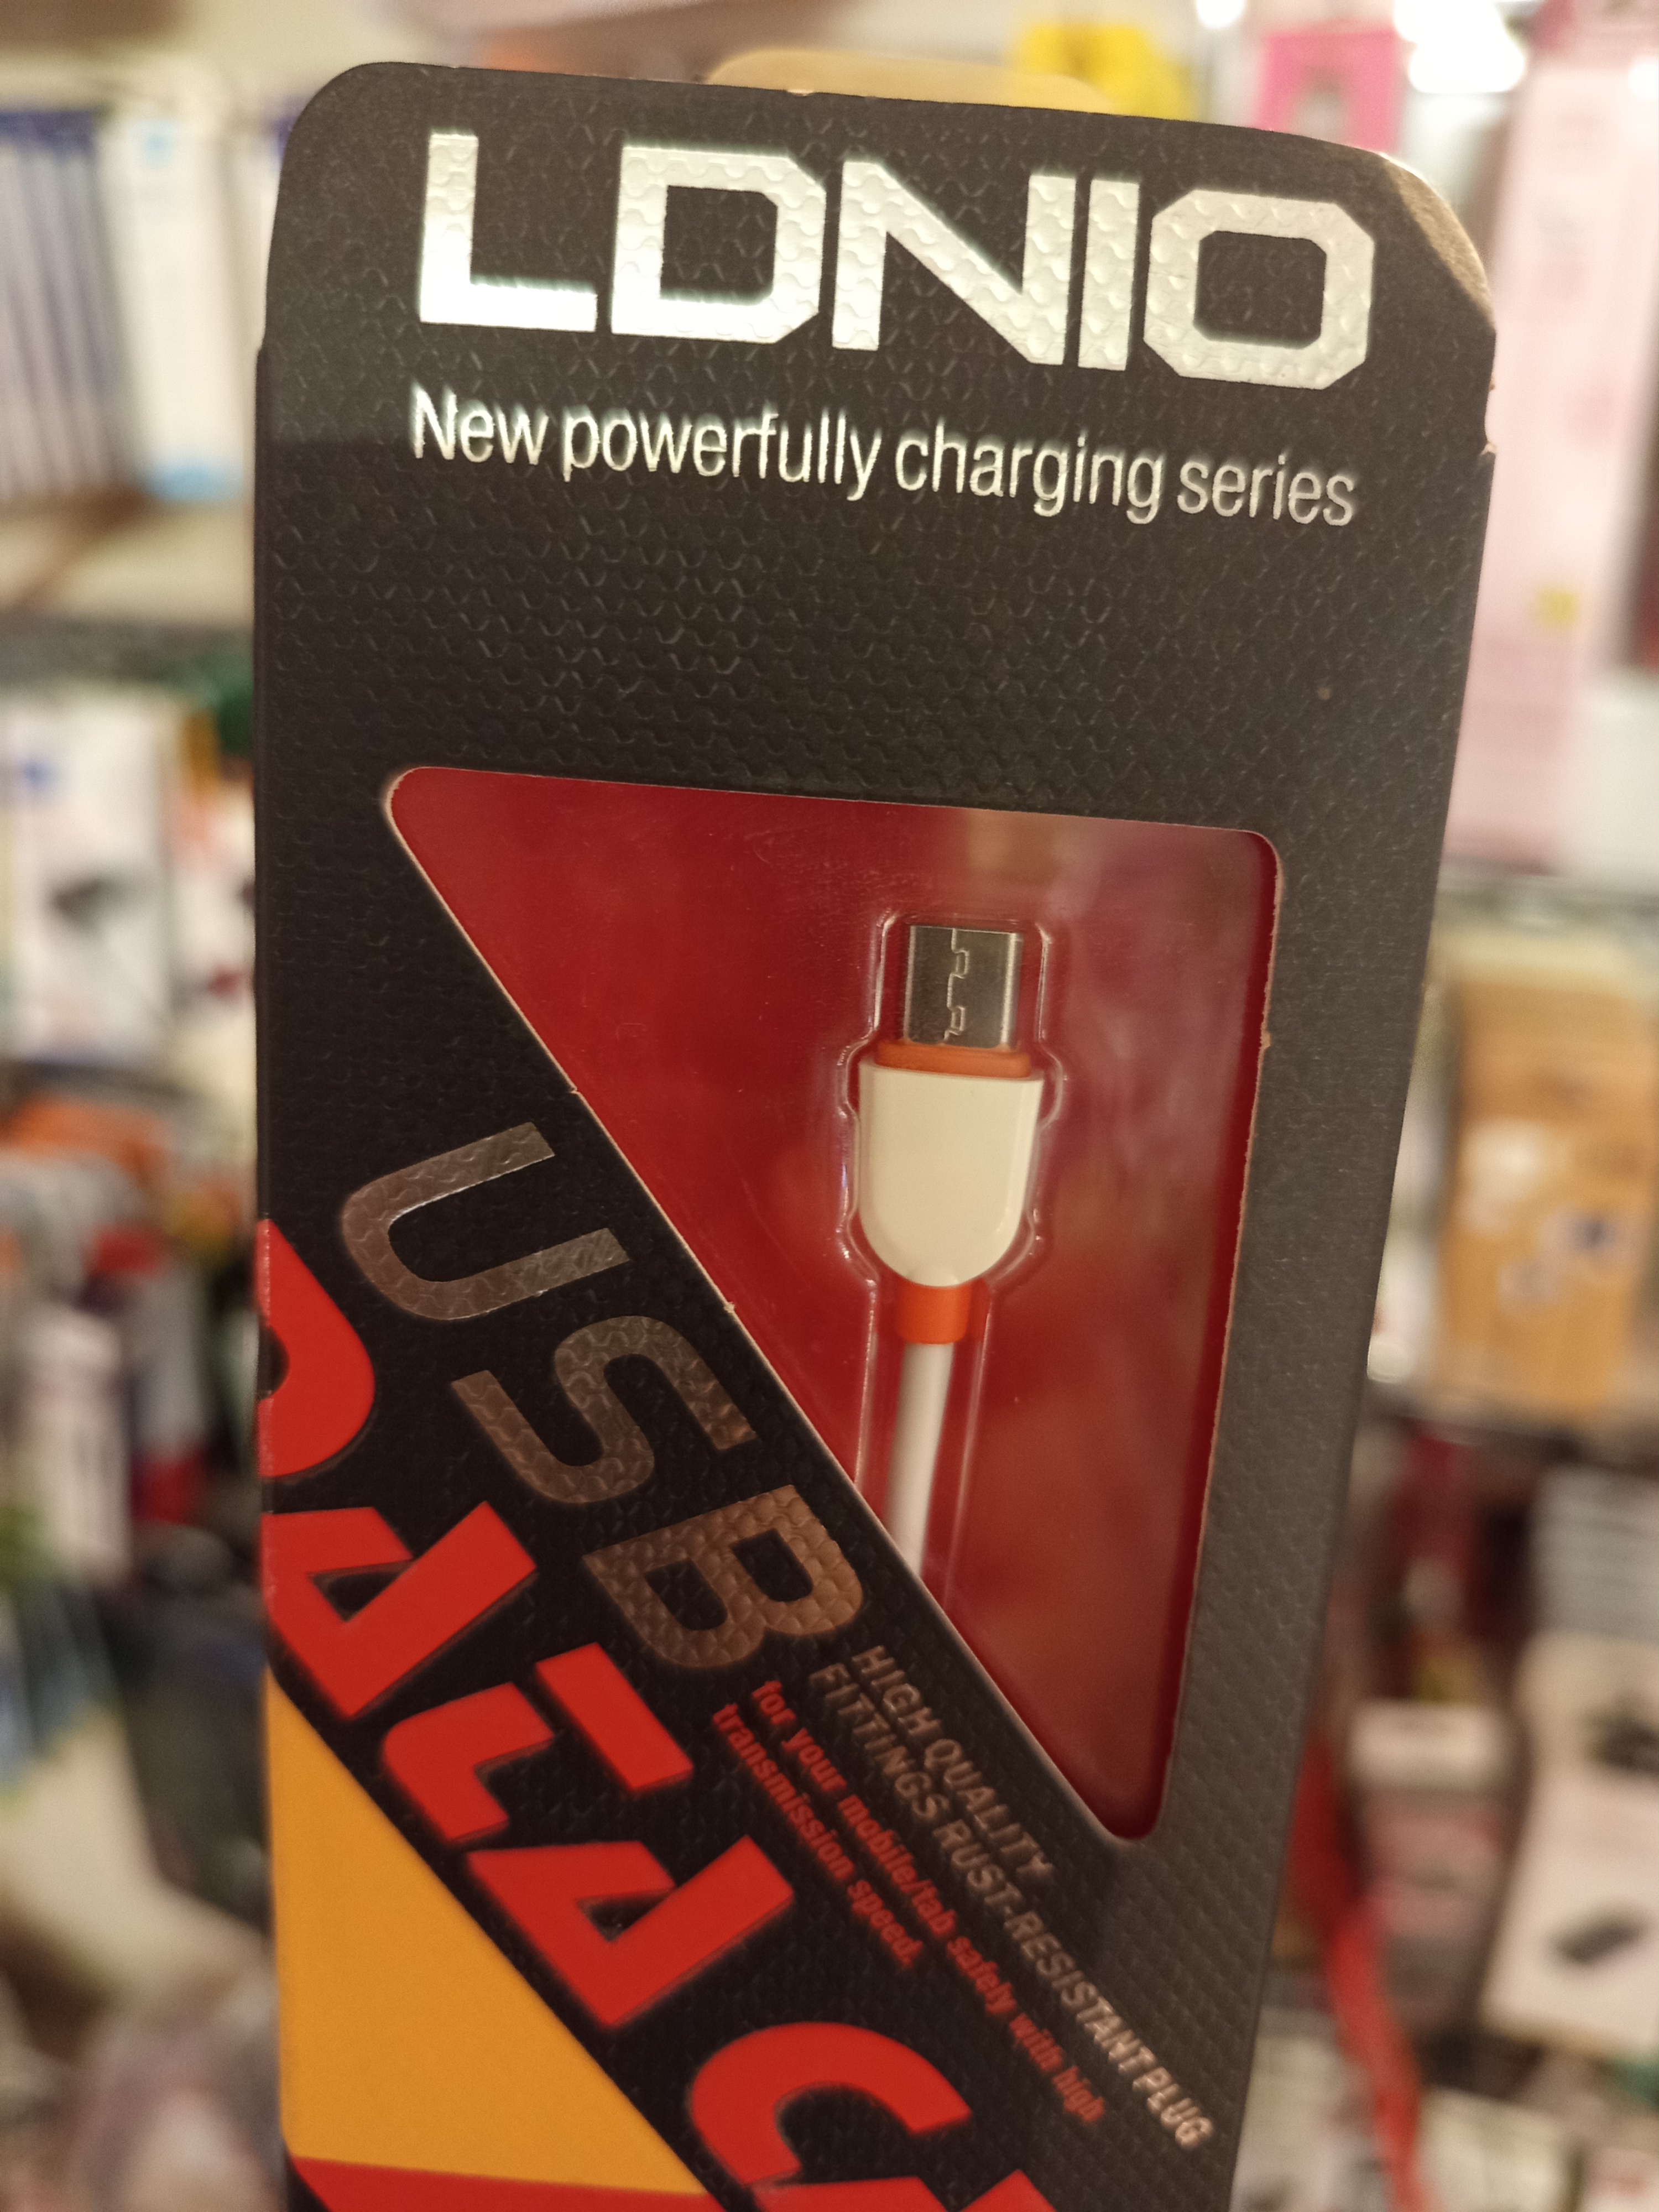 LDNIO
New powerfully charging series
USB
DATA
HIGH QUALITY
FITTINGS RUST-RESISTANT PLUG
for your mobile/tab safely with high
transmission speed.